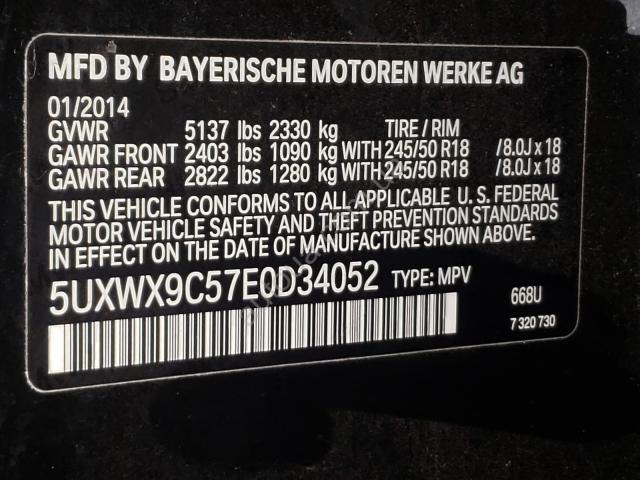 MFD BY BAYERISCHE MOTOREN WERKE AG
01/2014
GVWR 5137 lbs 2330 kg TIRE / RIM
GAWR FRONT 2403 lbs 1090 kg WITH 245/50 R18 / 8.0J x 18
GAWR REAR 2822 lbs 1280 kg WITH 245/50 R18 / 8.0J x 18
THIS VEHICLE CONFORMS TO ALL APPLICABLE U. S. FEDERAL
MOTOR VEHICLE SAFETY AND THEFT PREVENTION STANDARDS
IN EFFECT ON THE DATE OF MANUFACTURE SHOWN ABOVE.
5UXWX9C57E0D34052 TYPE: MPV
668U
7 320 730